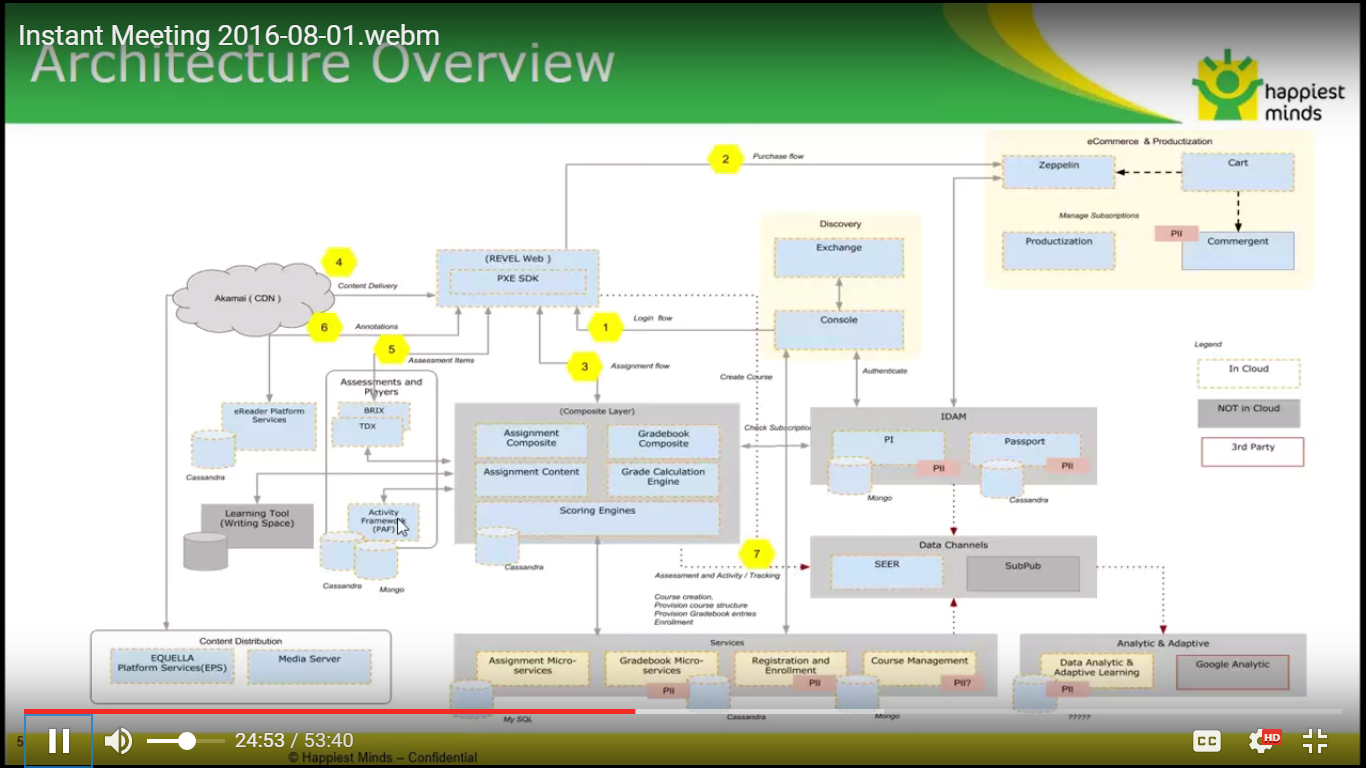 Instant Meeting 2016-08-01.webm
Architecture Overview
happiest
minds
eCommerce & Productization
2
Purchase flow
Zeppelin
Cart
Manage Subscriptions
PII
Productization
Commergent
Discovery
Exchange
Console
4
(REVEL Web )
PXE SDK
Content Delivery
Akamai ( CDN )
6
Annotations
1
Login flow
5
Assessment Items
3
Assignment flow
Create Course
Authenticate
Legend
In Cloud
NOT in Cloud
3rd Party
Assessments and
Players
BRIX
TDX
eReader Platform
Services
Cassandra
(Composite Layer)
Assignment
Composite
Gradebook
Composite
Assignment Content
Grade Calculation
Engine
Scoring Engines
Cassandra
Check Subscription
IDAM
PI
PII
Mongo
Passport
PII
Cassandra
Learning Tool
(Writing Space)
Activity
Framework
(PAF)
Cassandra
Mongo
7
Data Channels
SEER
SubPub
Assessment and Activity / Tracking
Course creation,
Provision course structure
Provision Gradebook entries
Enrollment
Content Distribution
EQUELLA
Platform Services(EPS)
Media Server
Services
Assignment Micro-
services
Gradebook Micro-
services
PII
Registration and
Enrollment
PII
Course Management
PII?
My SQL
Cassandra
Mongo
Analytic & Adaptive
Data Analytic &
Adaptive Learning
PII
Google Analytic
?????
5
24:53 / 53:40
CC
HD
© Happiest Minds – Confidential